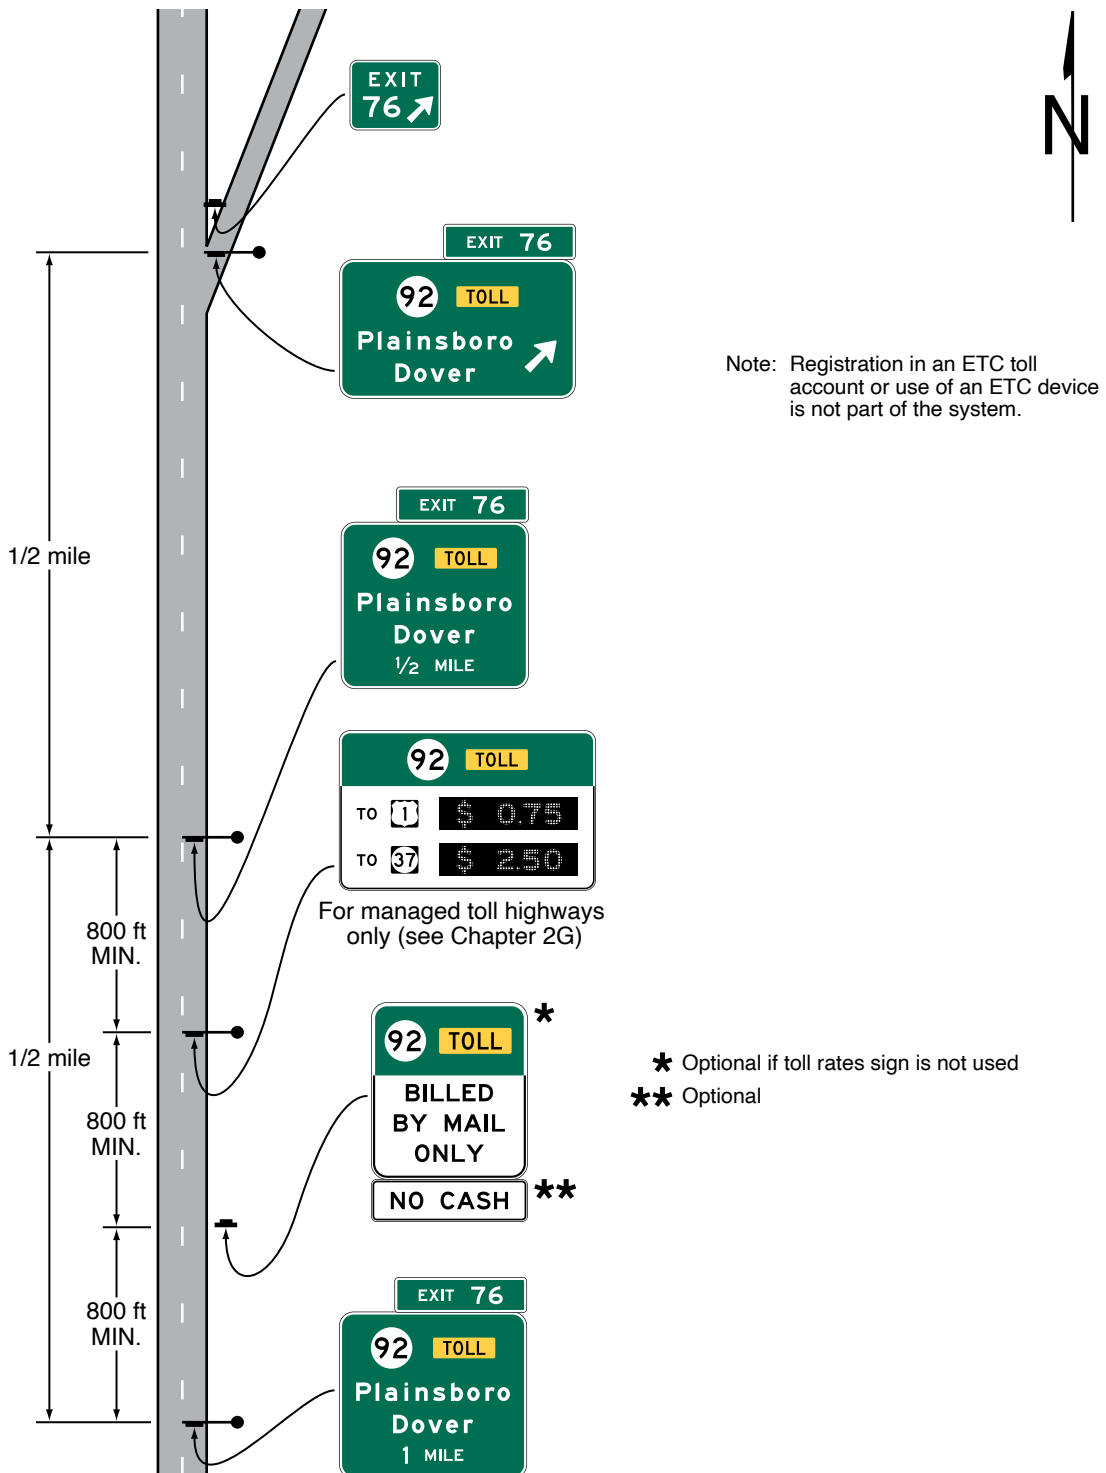 EXIT
76
N
EXIT 76
92 TOLL
Plainsboro
Dover
Note: Registration in an ETC toll
account or use of an ETC device
is not part of the system.
EXIT 76
92 TOLL
Plainsboro
Dover
1/2 MILE
1/2 mile
92 TOLL
TO 1 $ 0.75
TO 37 $ 2.50
For managed toll highways
only (see Chapter 2G)
800 ft
MIN.
1/2 mile
92 TOLL *
BILLED
BY MAIL
ONLY
NO CASH **
* Optional if toll rates sign is not used
** Optional
800 ft
MIN.
800 ft
MIN.
EXIT 76
92 TOLL
Plainsboro
Dover
1 MILE